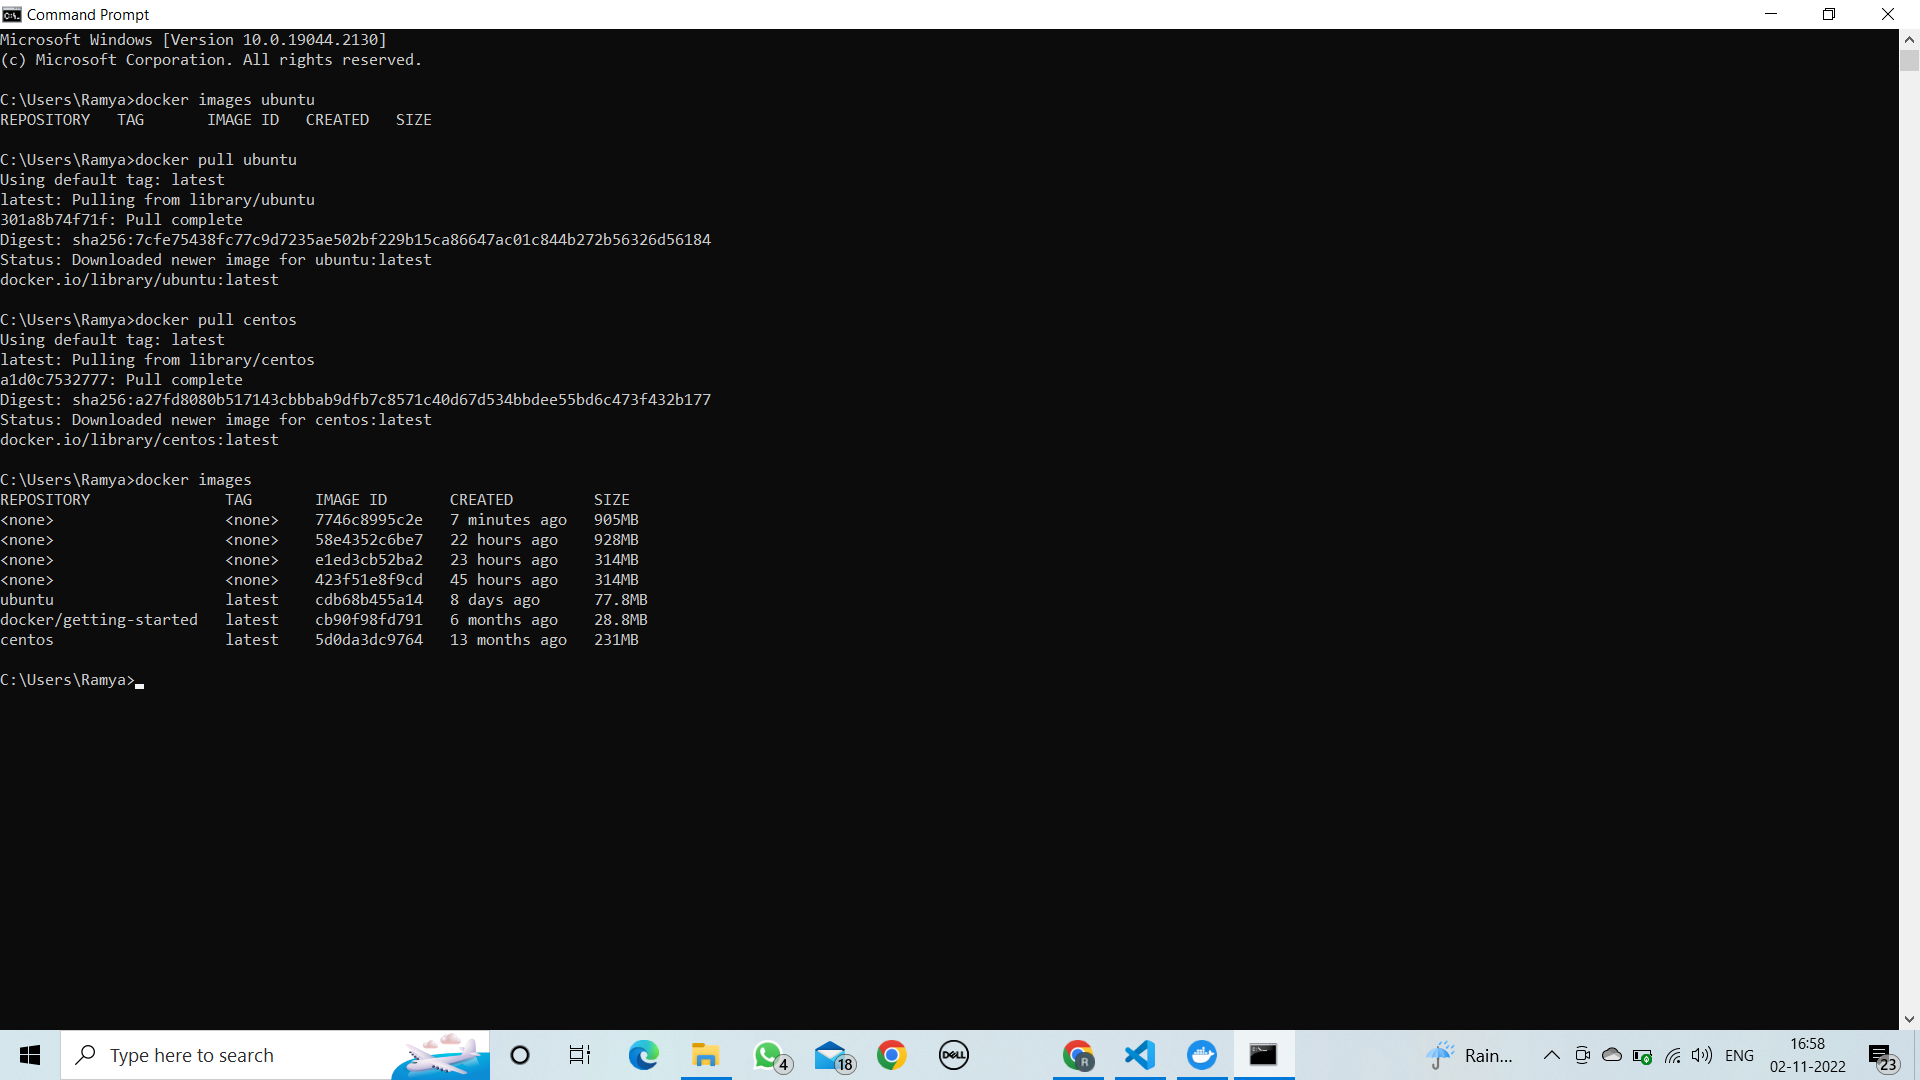 Command Prompt
Microsoft Windows [Version 10.0.19044.2130]
(c) Microsoft Corporation. All rights reserved.
C:\Users\Ramya>docker images ubuntu
REPOSITORY   TAG       IMAGE ID   CREATED   SIZE
C:\Users\Ramya>docker pull ubuntu
Using default tag: latest
latest: Pulling from library/ubuntu
301a8b74f71f: Pull complete
Digest: sha256:7cfe75438fc77c9d7235ae502bf229b15ca86647ac01c844b272b56326d56184
Status: Downloaded newer image for ubuntu:latest
docker.io/library/ubuntu:latest
C:\Users\Ramya>docker pull centos
Using default tag: latest
latest: Pulling from library/centos
a1d0c7532777: Pull complete
Digest: sha256:a27fd8080b517143cbbbab9dfb7c8571c40d67d534bbdee55bd6c473f432b177
Status: Downloaded newer image for centos:latest
docker.io/library/centos:latest
C:\Users\Ramya>docker images
REPOSITORY               TAG       IMAGE ID       CREATED         SIZE
<none>                   <none>    7746c8995c2e   7 minutes ago   905MB
<none>                   <none>    58e4352c6be7   22 hours ago    928MB
<none>                   <none>    e1ed3cb52ba2   23 hours ago    314MB
<none>                   <none>    423f51e8f9cd   45 hours ago    314MB
ubuntu                   latest    cdb68b455a14   8 days ago      77.8MB
docker/getting-started   latest    cb90f98fd791   6 months ago    28.8MB
centos                   latest    5d0da3dc9764   13 months ago   231MB
C:\Users\Ramya>
Type here to search
4
18
DELL
R
Rain...
ENG
16:58
02-11-2022
23